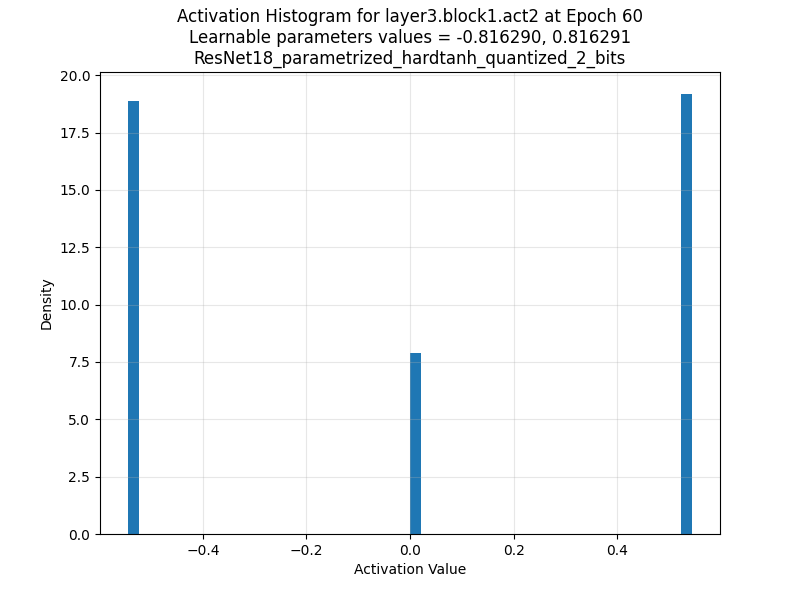 Activation Histogram for layer3.block1.act2 at Epoch 60
Learnable parameters values = -0.816290, 0.816291
ResNet18_parametrized_hardtanh_quantized_2_bits
20.0
17.5
15.0
12.5
10.0
7.5
5.0
2.5
0.0
Density
−0.4 −0.2 0.0 0.2 0.4
Activation Value